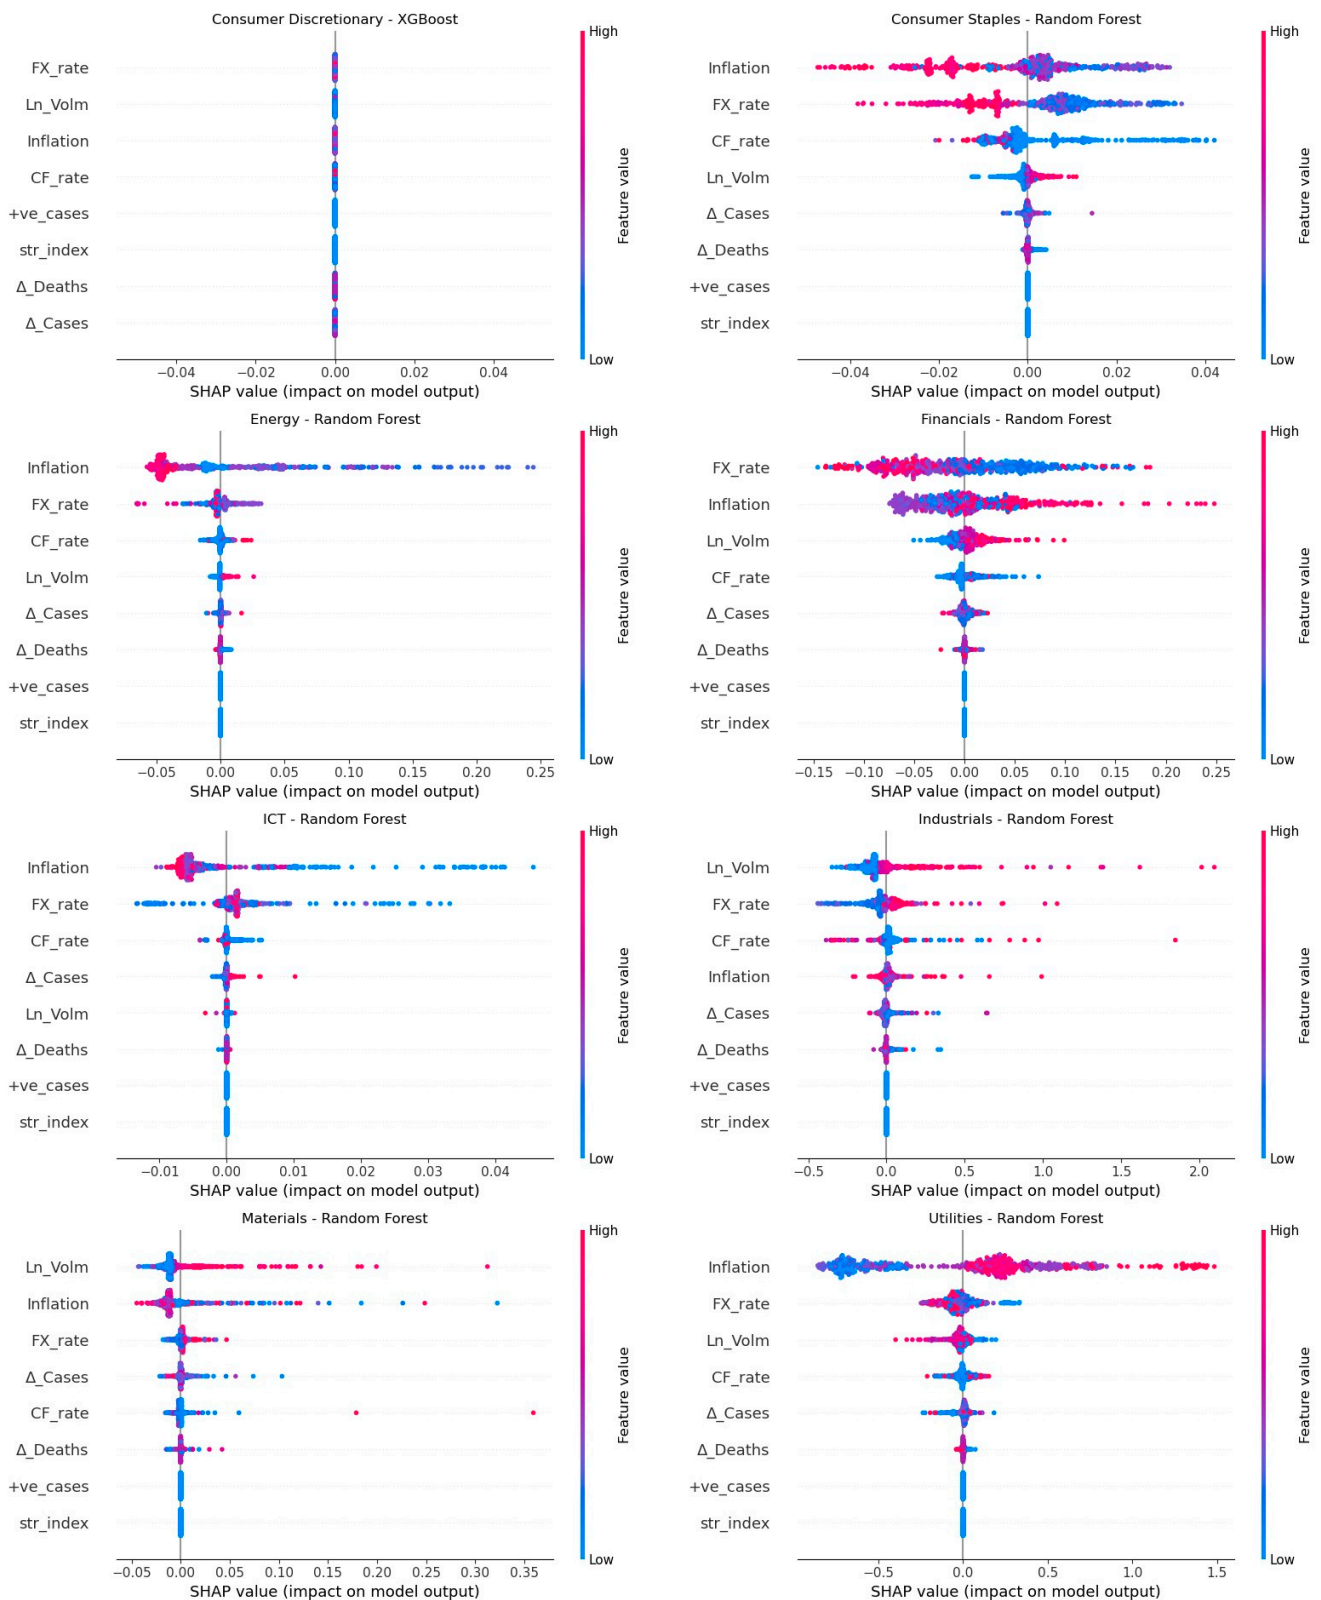 Consumer Discretionary - XGBoost
High
FX_rate
Ln_Volm
Inflation
CF_rate
+ve_cases
str_index
Δ_Deaths
Δ_Cases
Feature value
Low
−0.04 −0.02 0.00 0.02 0.04
SHAP value (impact on model output)
Consumer Staples - Random Forest
High
Inflation
FX_rate
CF_rate
Ln_Volm
Δ_Cases
Δ_Deaths
+ve_cases
str_index
Feature value
Low
−0.04 −0.02 0.00 0.02 0.04
SHAP value (impact on model output)
Energy - Random Forest
High
Inflation
FX_rate
CF_rate
Ln_Volm
Δ_Cases
Δ_Deaths
+ve_cases
str_index
Feature value
Low
−0.05 0.00 0.05 0.10 0.15 0.20 0.25
SHAP value (impact on model output)
Financials - Random Forest
High
FX_rate
Inflation
Ln_Volm
CF_rate
Δ_Cases
Δ_Deaths
+ve_cases
str_index
Feature value
Low
−0.15 −0.10 −0.05 0.00 0.05 0.10 0.15 0.20 0.25
SHAP value (impact on model output)
ICT - Random Forest
High
Inflation
FX_rate
CF_rate
Δ_Cases
Ln_Volm
Δ_Deaths
+ve_cases
str_index
Feature value
Low
−0.01 0.00 0.01 0.02 0.03 0.04
SHAP value (impact on model output)
Industrials - Random Forest
High
Ln_Volm
FX_rate
CF_rate
Inflation
Δ_Cases
Δ_Deaths
+ve_cases
str_index
Feature value
Low
−0.5 0.0 0.5 1.0 1.5 2.0
SHAP value (impact on model output)
Materials - Random Forest
High
Ln_Volm
Inflation
FX_rate
Δ_Cases
CF_rate
Δ_Deaths
+ve_cases
str_index
Feature value
Low
−0.05 0.00 0.05 0.10 0.15 0.20 0.25 0.30 0.35
SHAP value (impact on model output)
Utilities - Random Forest
High
Inflation
FX_rate
Ln_Volm
CF_rate
Δ_Cases
Δ_Deaths
+ve_cases
str_index
Feature value
Low
−0.5 0.0 0.5 1.0 1.5
SHAP value (impact on model output)